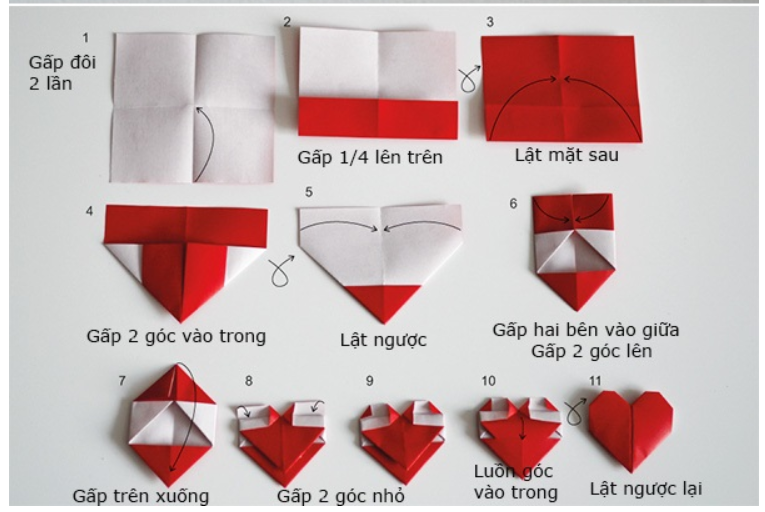 1
Gấp đôi
2 lần
2
Gấp 1/4 lên trên
3
Lật mặt sau
4
Gấp 2 góc vào trong
5
Lật ngược
6
Gấp hai bên vào giữa
Gấp 2 góc lên
7
Gấp trên xuống
8
Gấp 2 góc nhỏ
9
10
Luồn góc
vào trong
11
Lật ngược lại